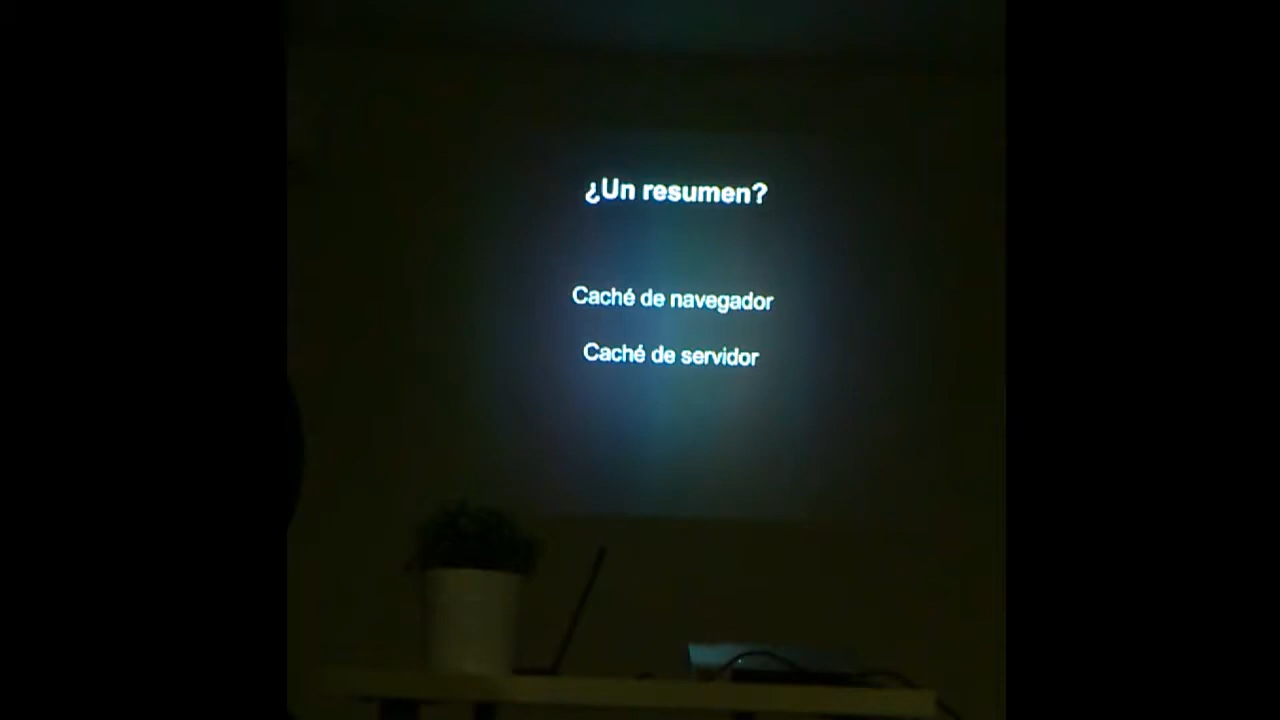 ¿Un resumen?
Caché de navegador
Caché de servidor